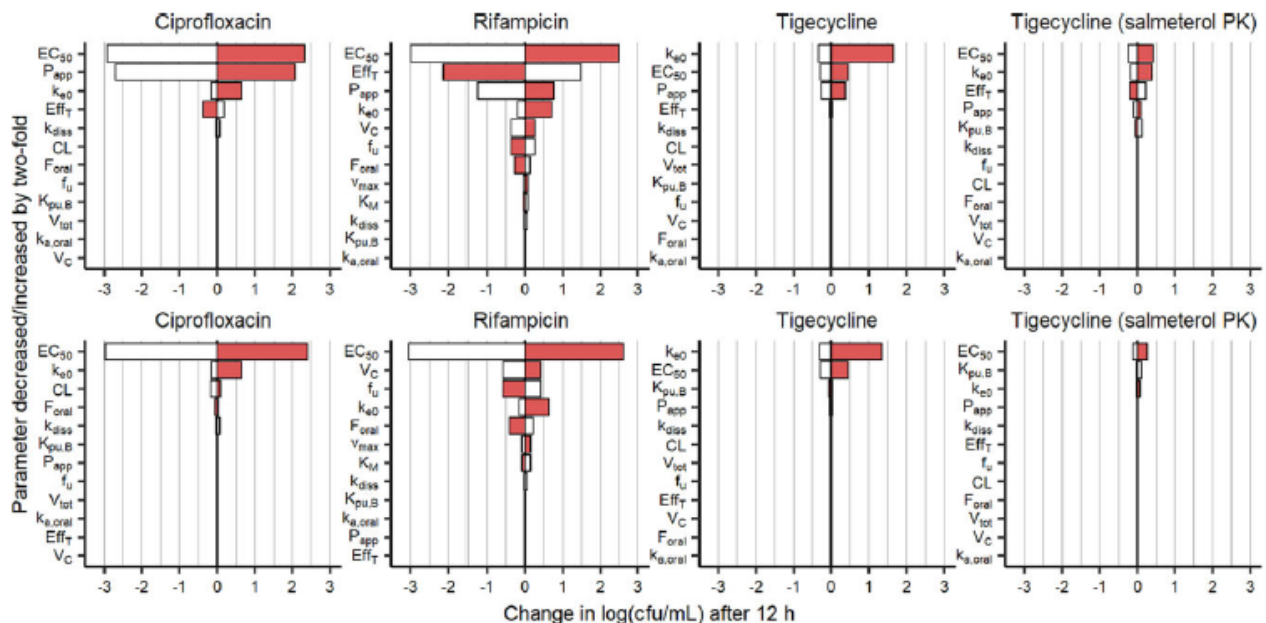 Ciprofloxacin
Rifampicin
Tigecycline
Tigecycline (salmeterol PK)
Parameter decreased/increased by two-fold
EC50
Papp
ke0
EffT
kdiss
CL
Foral
fu
Kpu,B
Vtot
ka,oral
VC
-3 -2 -1 0 1 2 3
EC50
EffT
Papp
ke0
VC
fu
Foral
vmax
KM
kdiss
Kpu,B
ka,oral
-3 -2 -1 0 1 2 3
ke0
EC50
Papp
EffT
kdiss
CL
Vtot
Kpu,B
fu
VC
Foral
ka,oral
-3 -2 -1 0 1 2 3
EC50
ke0
EffT
Papp
Kpu,B
kdiss
fu
CL
Foral
Vtot
VC
ka,oral
-3 -2 -1 0 1 2 3
Ciprofloxacin
Rifampicin
Tigecycline
Tigecycline (salmeterol PK)
EC50
ke0
CL
Foral
kdiss
Kpu,B
Papp
fu
Vtot
ka,oral
EffT
VC
-3 -2 -1 0 1 2 3
EC50
VC
fu
ke0
Foral
vmax
KM
kdiss
Kpu,B
ka,oral
Papp
EffT
-3 -2 -1 0 1 2 3
ke0
EC50
Kpu,B
Papp
kdiss
CL
Vtot
fu
EffT
VC
Foral
ka,oral
-3 -2 -1 0 1 2 3
EC50
Kpu,B
ke0
Papp
kdiss
EffT
fu
CL
Foral
Vtot
VC
ka,oral
-3 -2 -1 0 1 2 3
Change in log(cfu/mL) after 12 h